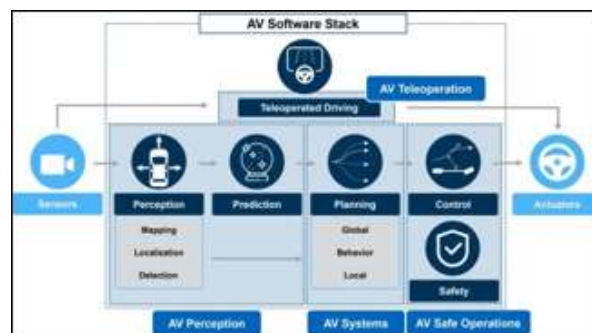 AV Software Stack
AV Teleoperation
Teleoperated Driving
Sensors
Perception
Prediction
Planning
Control
Actuators
Mapping
Localisation
Detection
Global
Behavior
Local
Safety
AV Perception
AV Systems
AV Safe Operations